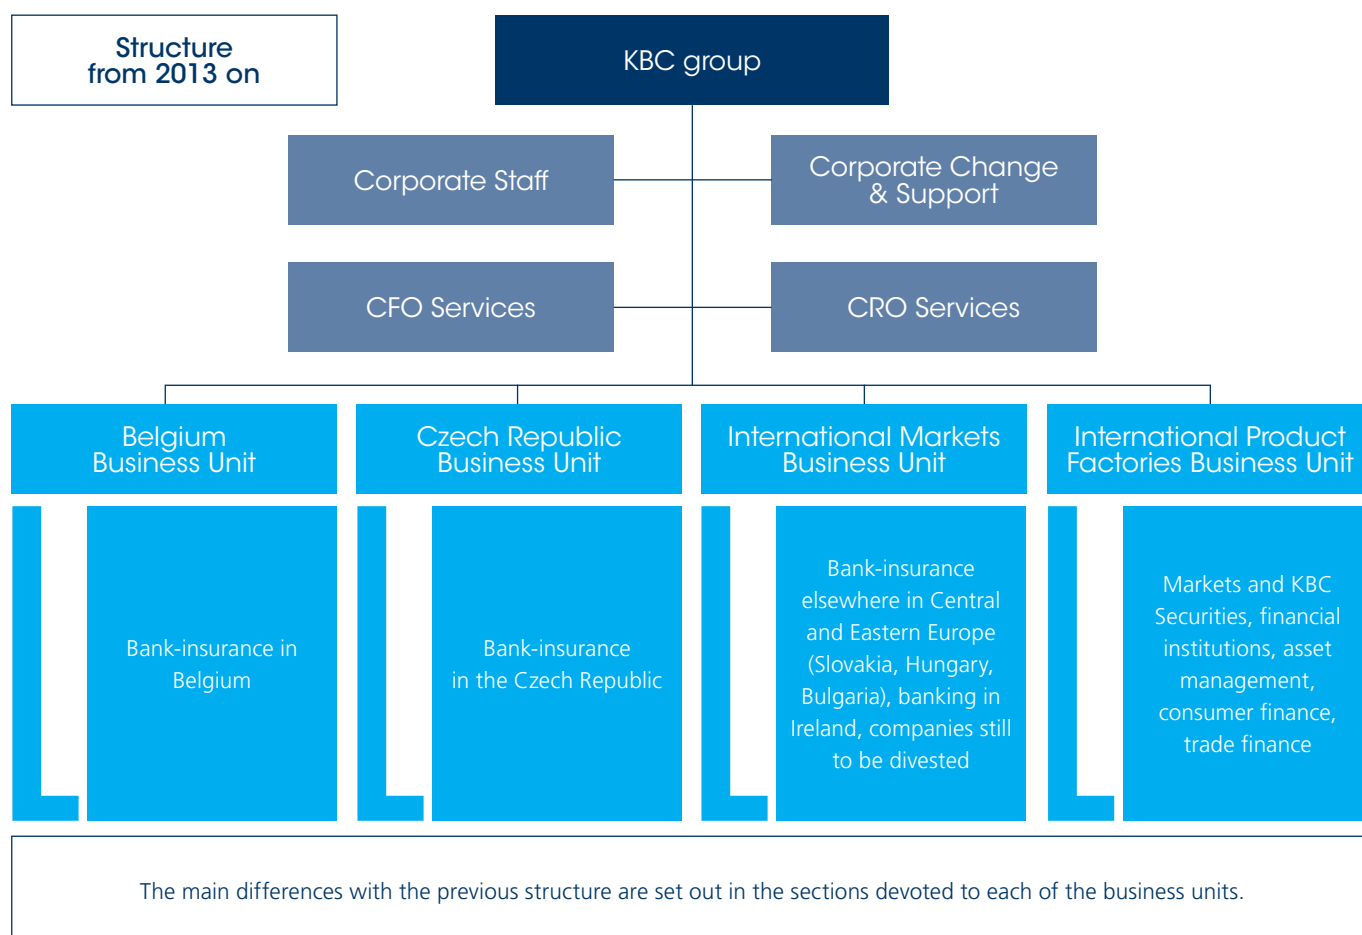 Structure
from 2013 on
KBC group
Corporate Staff
Corporate Change
& Support
CFO Services
CRO Services
Belgium
Business Unit
Czech Republic
Business Unit
International Markets
Business Unit
International Product
Factories Business Unit
Bank-insurance in
Belgium
Bank-insurance
in the Czech Republic
Bank-insurance
elsewhere in Central
and Eastern Europe
(Slovakia, Hungary,
Bulgaria), banking in
Ireland, companies still
to be divested
Markets and KBC
Securities, financial
institutions, asset
management,
consumer finance,
trade finance
The main differences with the previous structure are set out in the sections devoted to each of the business units.